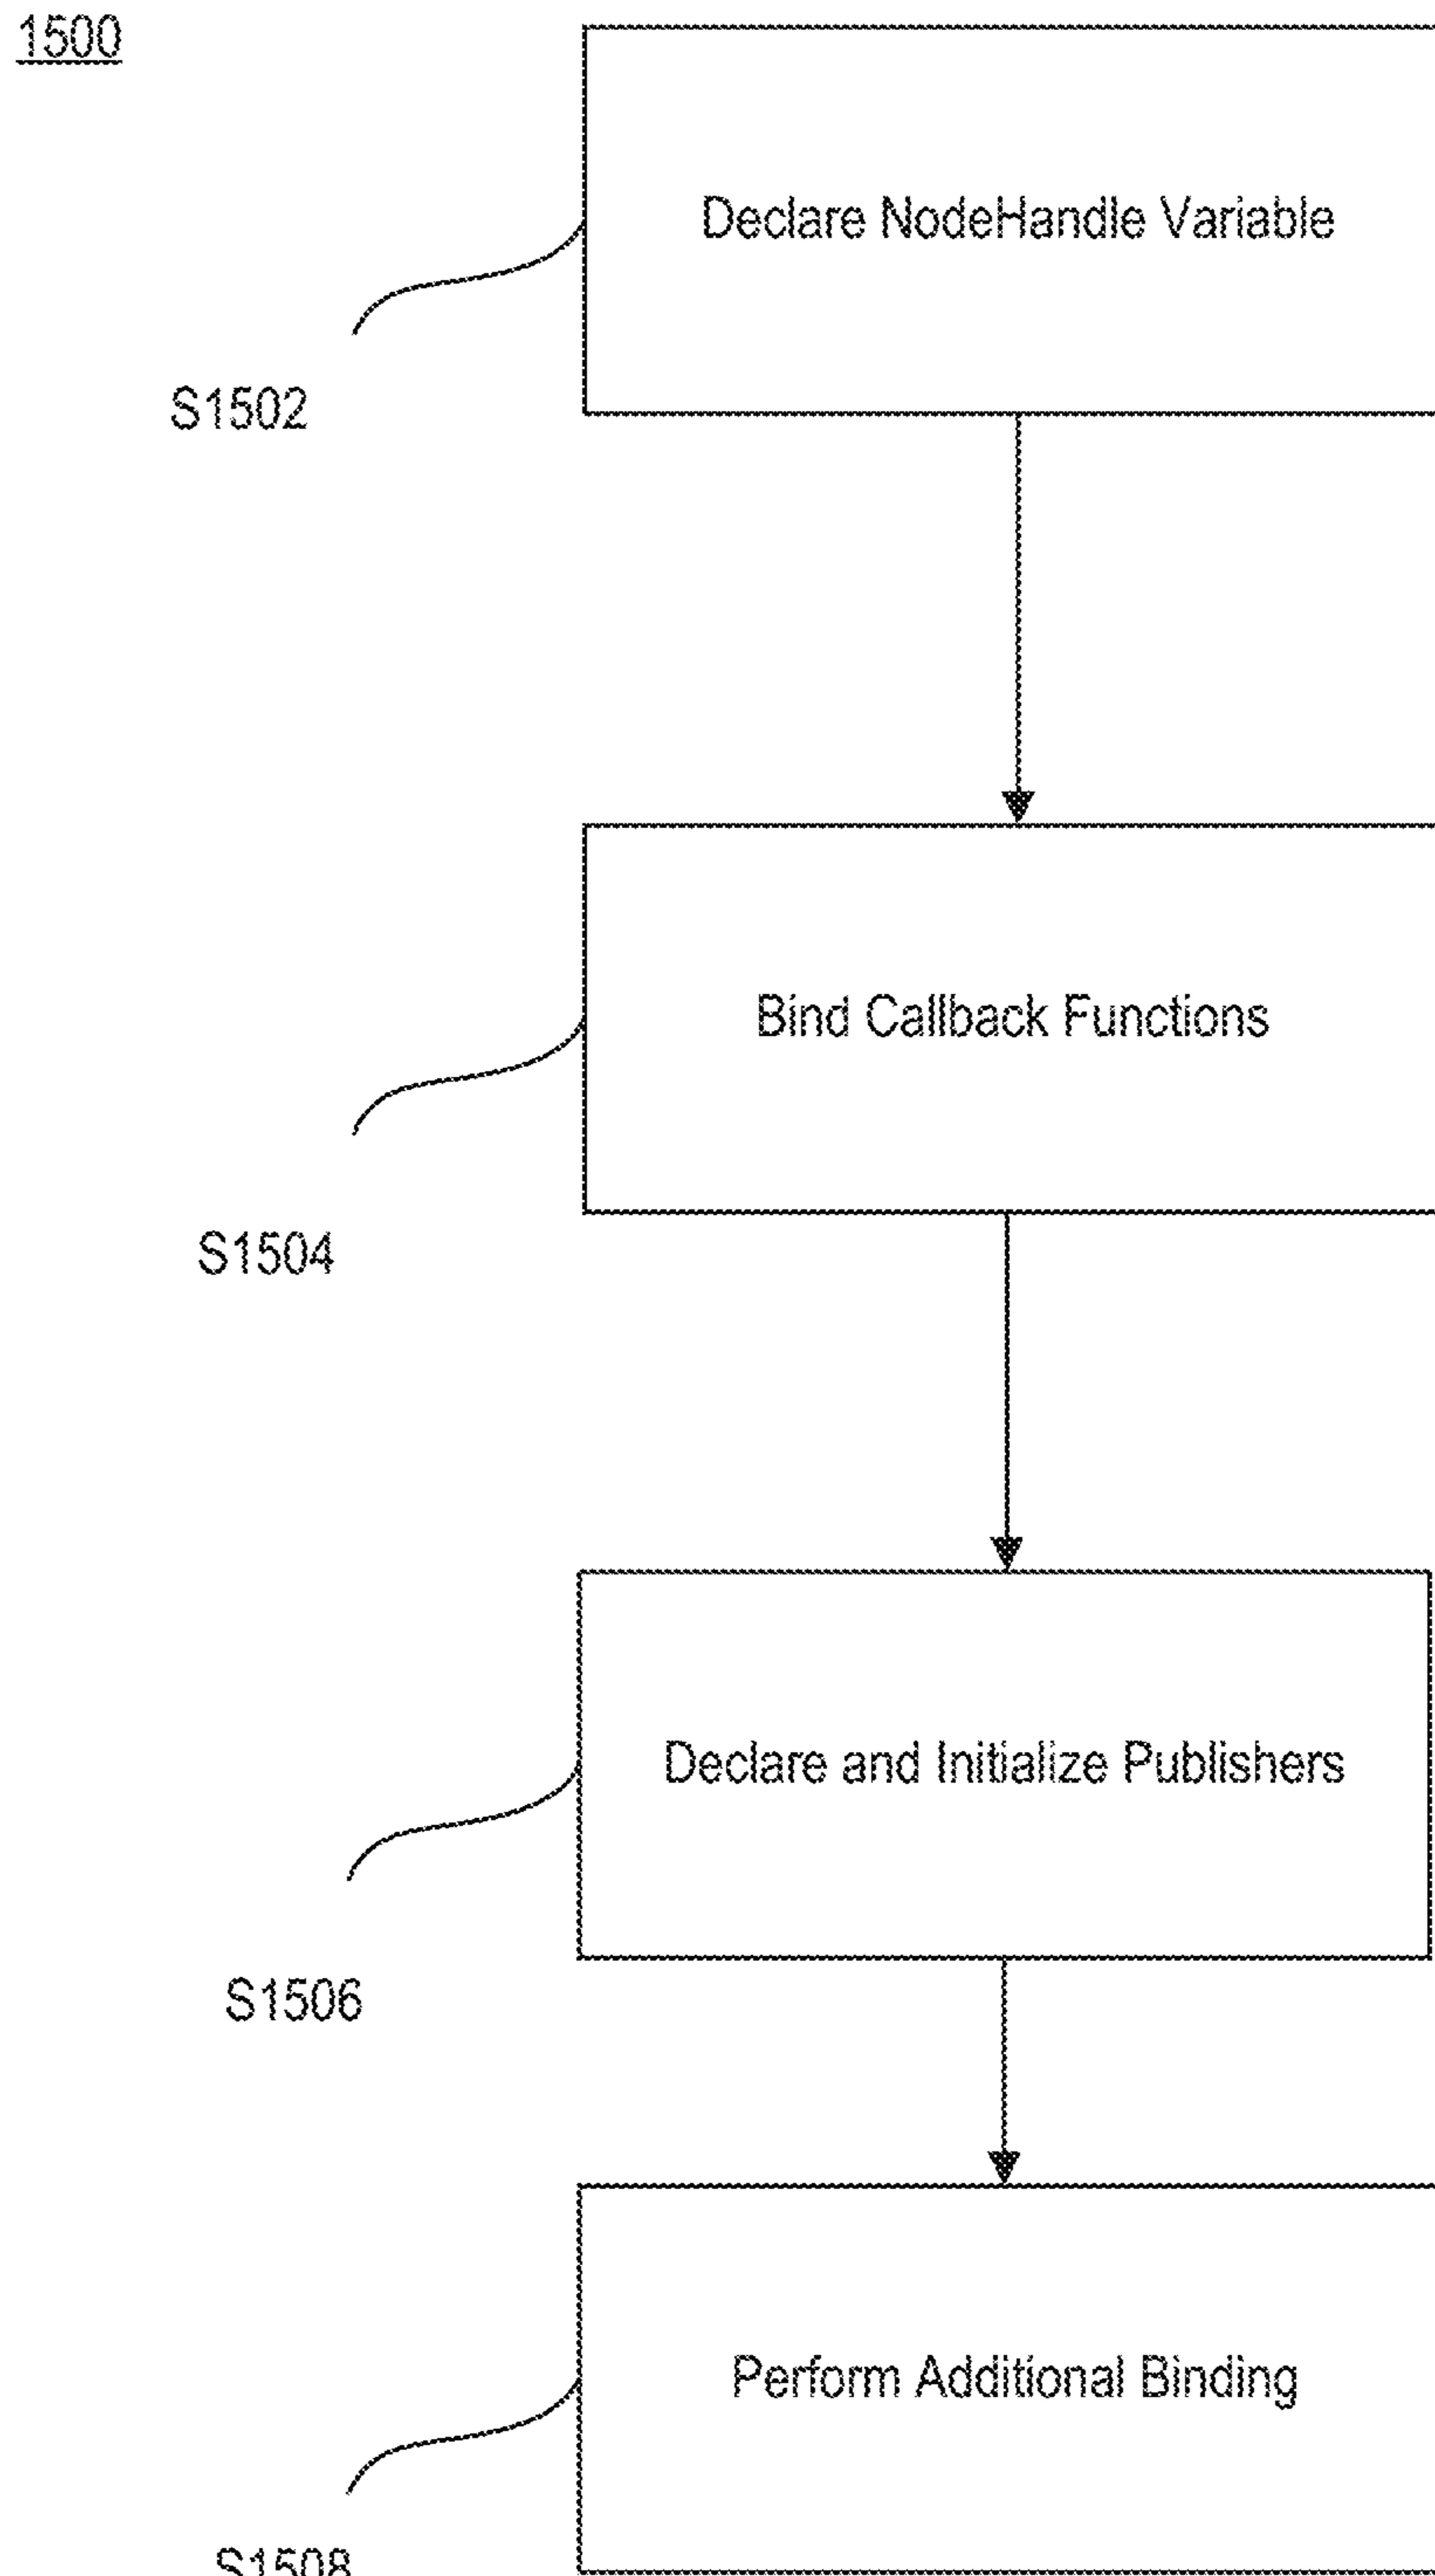 1500
Declare NodeHandle Variable
S1502
Bind Callback Functions
S1504
Declare and Initialize Publishers
S1506
Perform Additional Binding
S1508